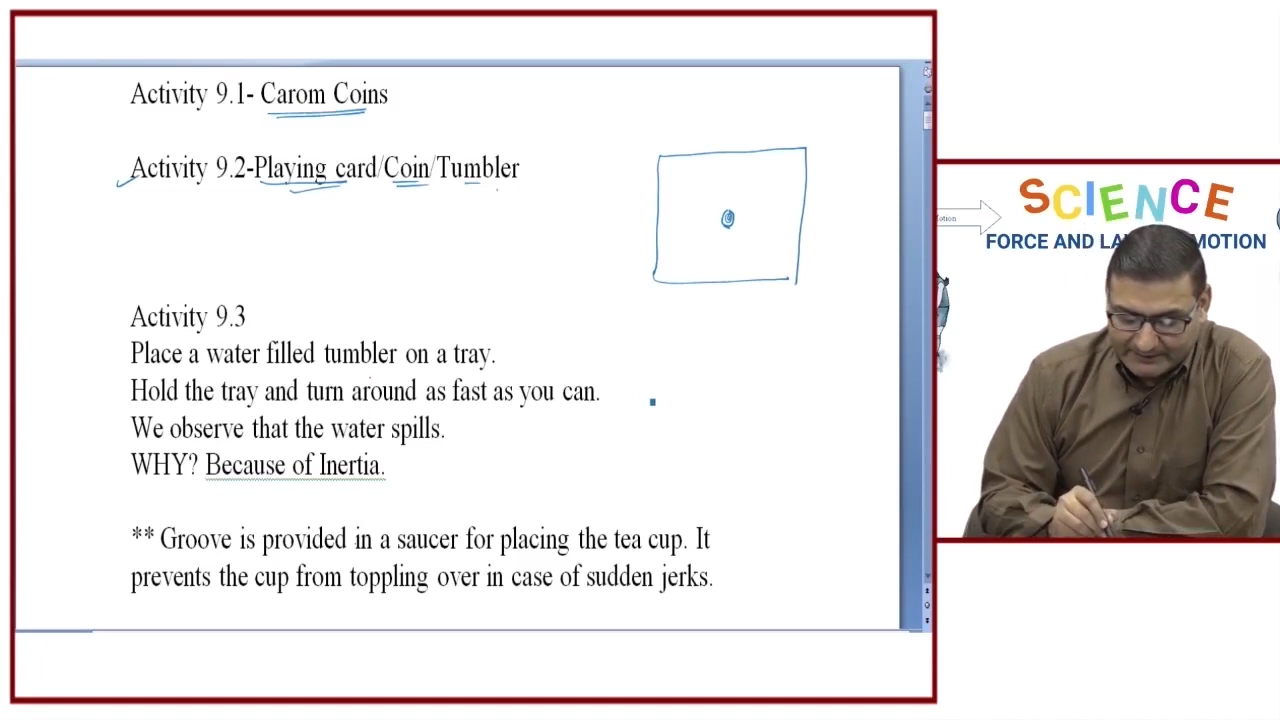 Activity 9.1- Carom Coins
Activity 9.2-Playing card/Coin/Tumbler
Activity 9.3
Place a water filled tumbler on a tray.
Hold the tray and turn around as fast as you can.
We observe that the water spills.
WHY? Because of Inertia.
** Groove is provided in a saucer for placing the tea cup. It
prevents the cup from toppling over in case of sudden jerks.
SCIENCE
FORCE AND LA MOTION